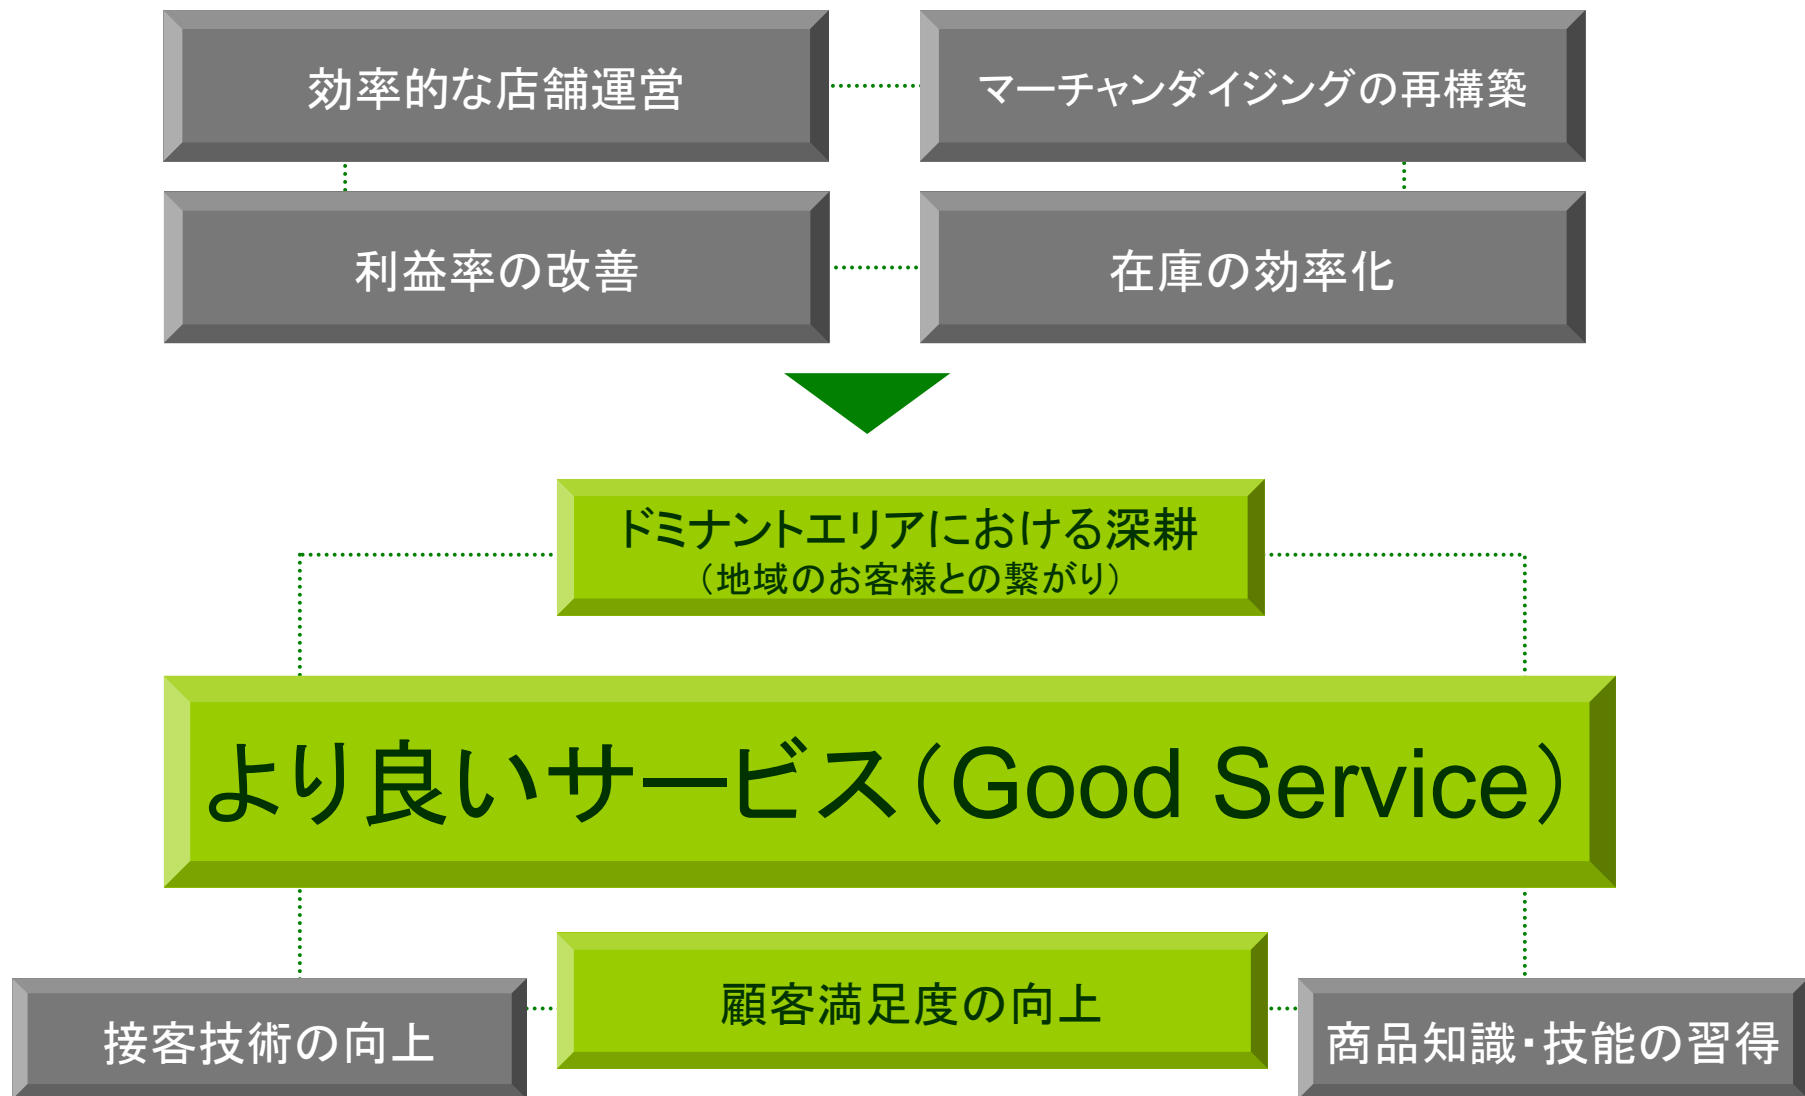 効率的な店舗運営
マーチャンダイジングの再構築
利益率の改善
在庫の効率化
ドミナントエリアにおける深耕
（地域のお客様との繋がり）
より良いサービス（Good Service）
顧客満足度の向上
接客技術の向上
商品知識・技能の習得